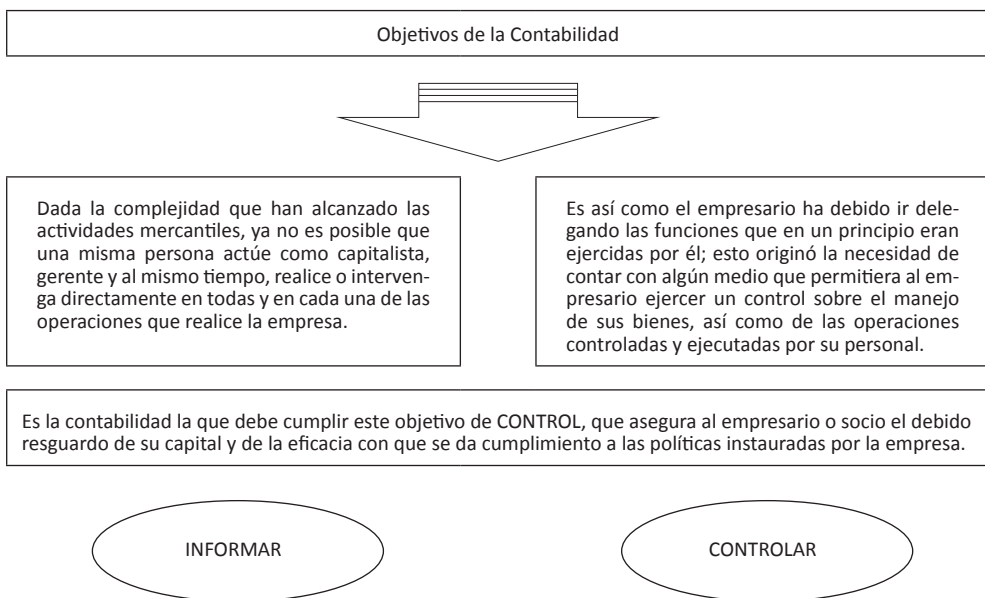 Objetivos de la Contabilidad
Dada la complejidad que han alcanzado las
actividades mercantiles, ya no es posible que
una misma persona actúe como capitalista,
gerente y al mismo tiempo, realice o interven-
ga directamente en todas y en cada una de las
operaciones que realice la empresa.
Es así como el empresario ha debido ir dele-
gando las funciones que en un principio eran
ejercidas por él; esto originó la necesidad de
contar con algún medio que permitiera al em-
presario ejercer un control sobre el manejo
de sus bienes, así como de las operaciones
controladas y ejecutadas por su personal.
Es la contabilidad la que debe cumplir este objetivo de CONTROL, que asegura al empresario o socio el debido
resguardo de su capital y de la eficacia con que se da cumplimiento a las políticas instauradas por la empresa.
INFORMAR
CONTROLAR